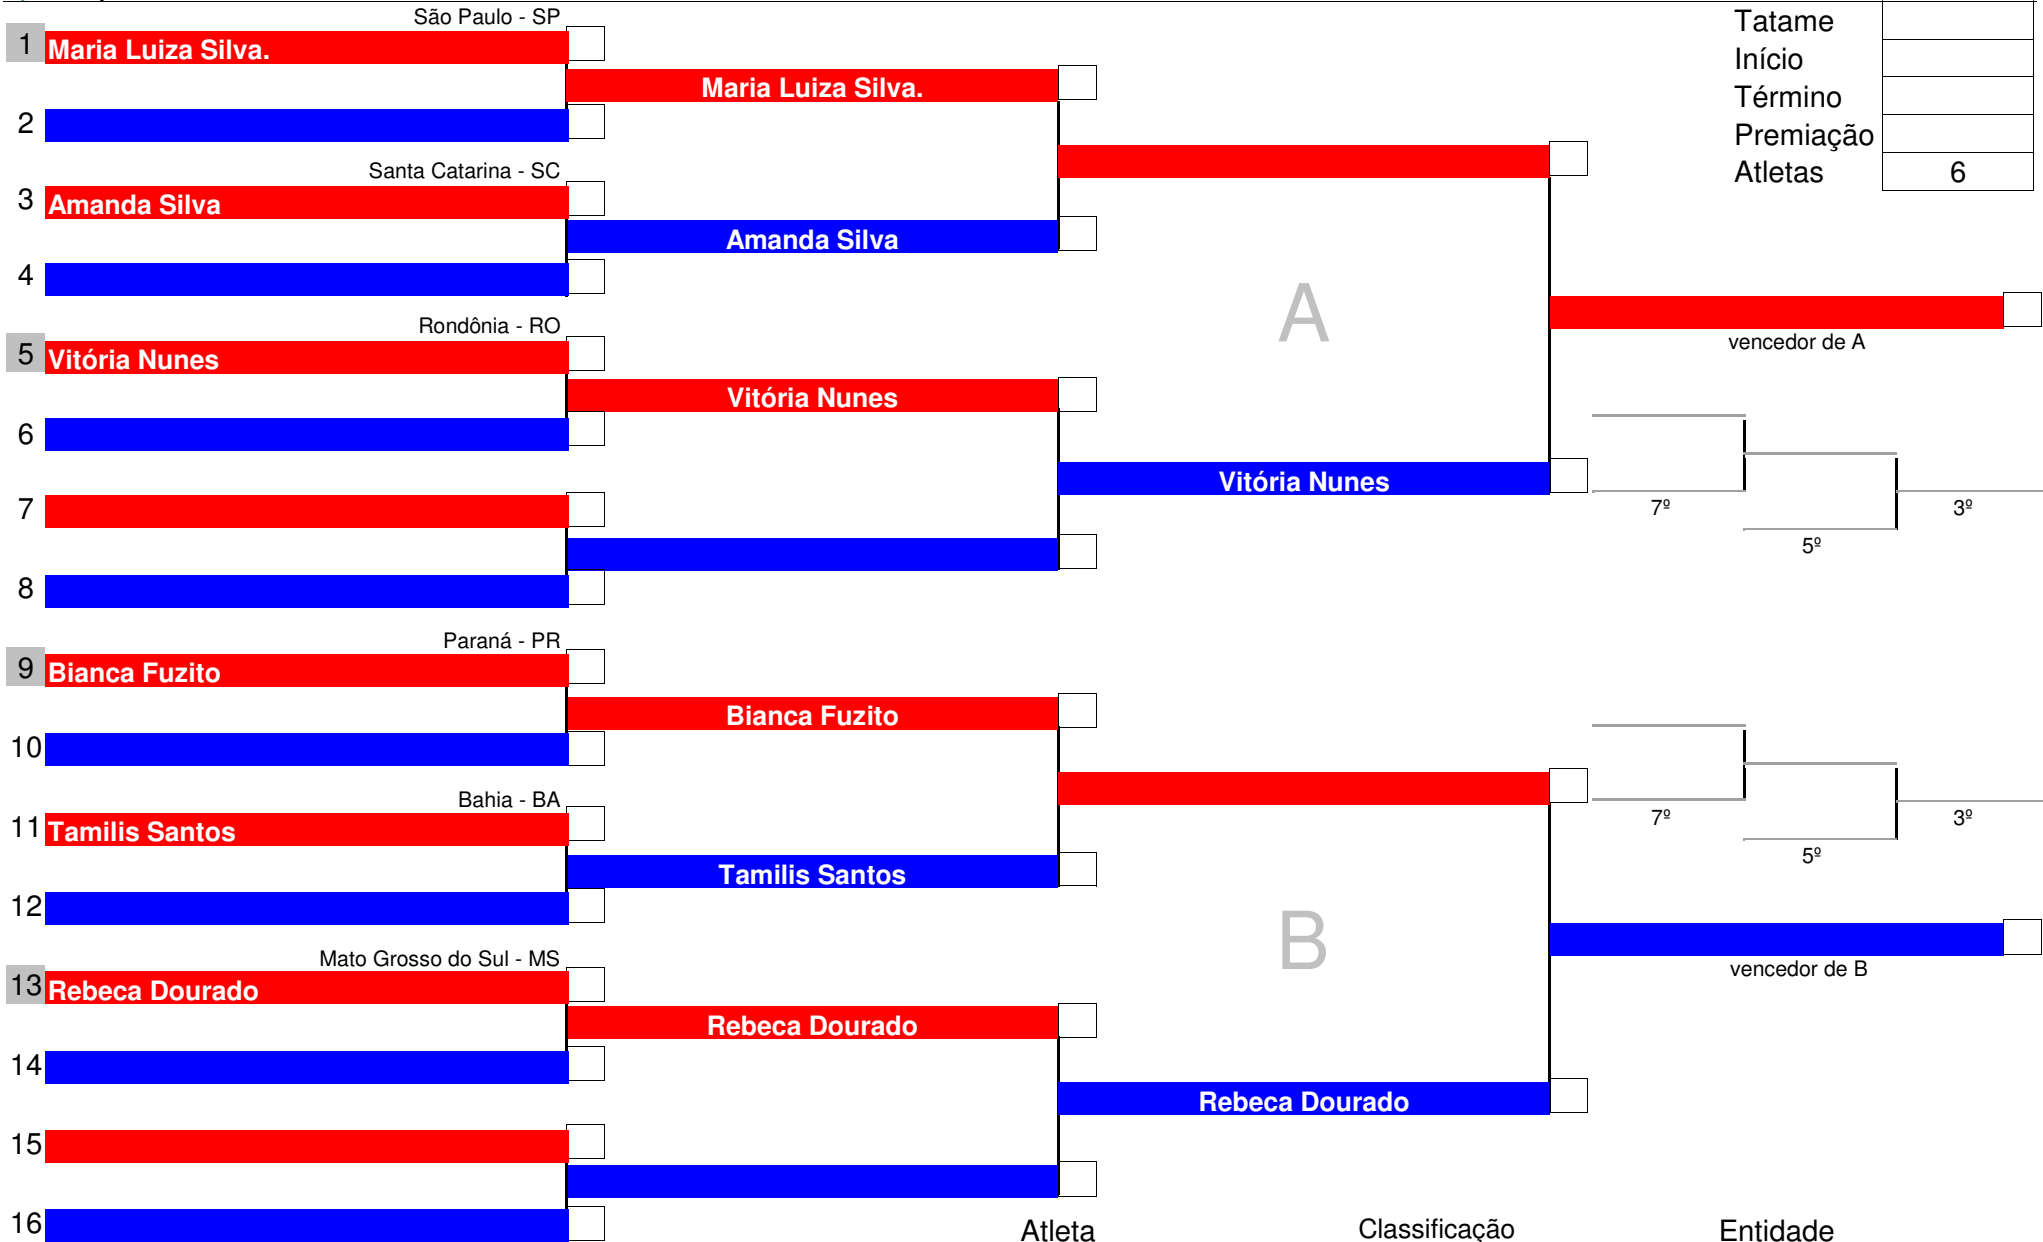 São Paulo - SP
Tatame
1 Maria Luiza Silva.
Início
Maria Luiza Silva.
Término
2
Premiação
Santa Catarina - SC
Atletas 6
3 Amanda Silva
Amanda Silva
4
A
Rondônia - RO
vencedor de A
5 Vitória Nunes
Vitória Nunes
6
Vitória Nunes
7
7º 3º
5º
8
Paraná - PR
9 Bianca Fuzito
Bianca Fuzito
10
Bahia - BA
7º 3º
11 Tamilis Santos
5º
Tamilis Santos
12
B
Mato Grosso do Sul - MS
vencedor de B
13 Rebeca Dourado
Rebeca Dourado
14
Rebeca Dourado
15
16
Atleta Classificação Entidade